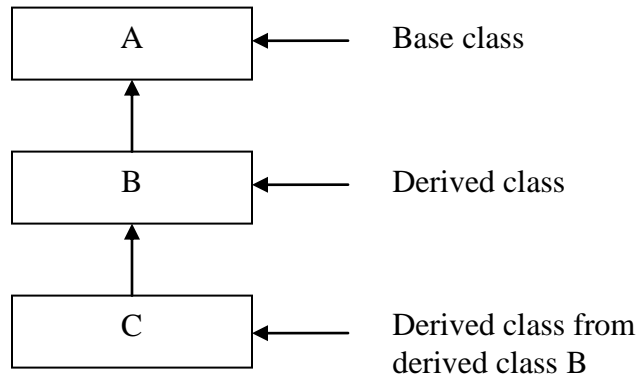 A
Base class
B
Derived class
C
Derived class from
derived class B